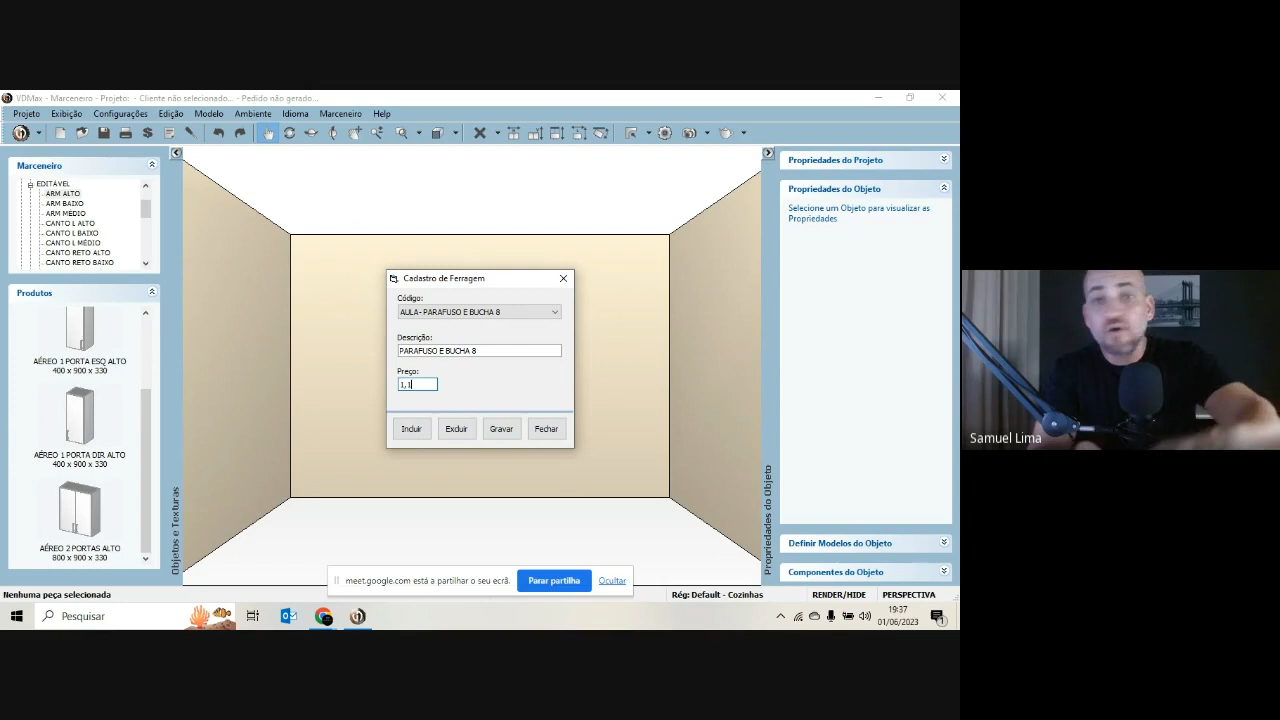 VDMax - Marceneiro - Projeto:  - Cliente não selecionado... - Pedido não gerado...
Projeto Exibição Configurações Edição Modelo Ambiente Idioma Marceneiro Help
Marceneiro
EDITÁVEL
ARM ALTO
ARM BAIXO
ARM MÉDIO
CANTO L ALTO
CANTO L BAIXO
CANTO L MÉDIO
CANTO RETO ALTO
CANTO RETO BAIXO
Produtos
AÉREO 1 PORTA ESQ ALTO
400 x 900 x 330
AÉREO 1 PORTA DIR ALTO
400 x 900 x 330
AÉREO 2 PORTAS ALTO
800 x 900 x 330
Objetos e Texturas
Cadastro de Ferragem
Código:
AULA- PARAFUSO E BUCHA 8
Descrição:
PARAFUSO E BUCHA 8
Preço:
1,1
Incluir Excluir Gravar Fechar
Propriedades do Objeto
Propriedades do Projeto
Propriedades do Objeto
Selecione um Objeto para visualizar as
Propriedades
Definir Modelos do Objeto
Componentes do Objeto
meet.google.com está a partilhar o seu ecrã. Parar partilha Ocultar
Nenhuma peça selecionada
Rég: Default - Cozinhas RENDER/HIDE PERSPECTIVA
Pesquisar
19:37
01/06/2023
1
Samuel Lima